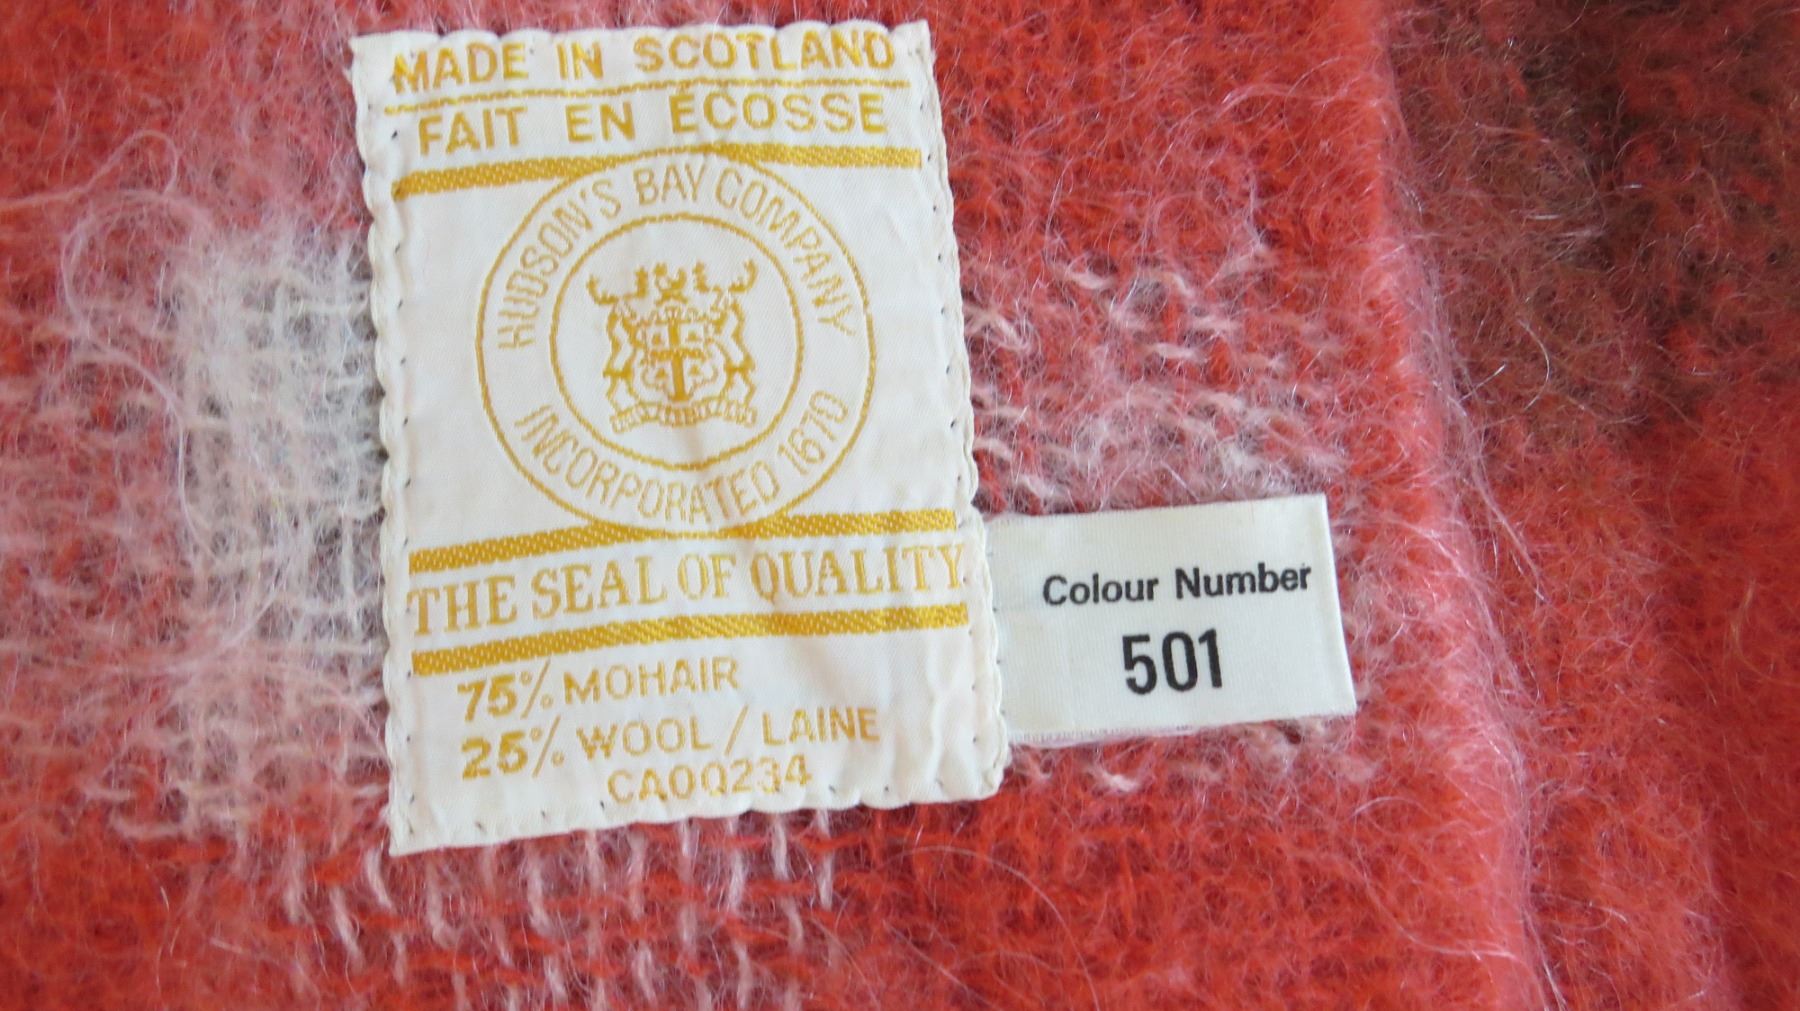 MADE IN SCOTLAND
FAIT EN ÉCOSSE
HUDSON'S BAY COMPANY
INCORPORATED 1670
THE SEAL OF QUALITY
75% MOHAIR
25% WOOL / LAINE
CA00234
Colour Number
501